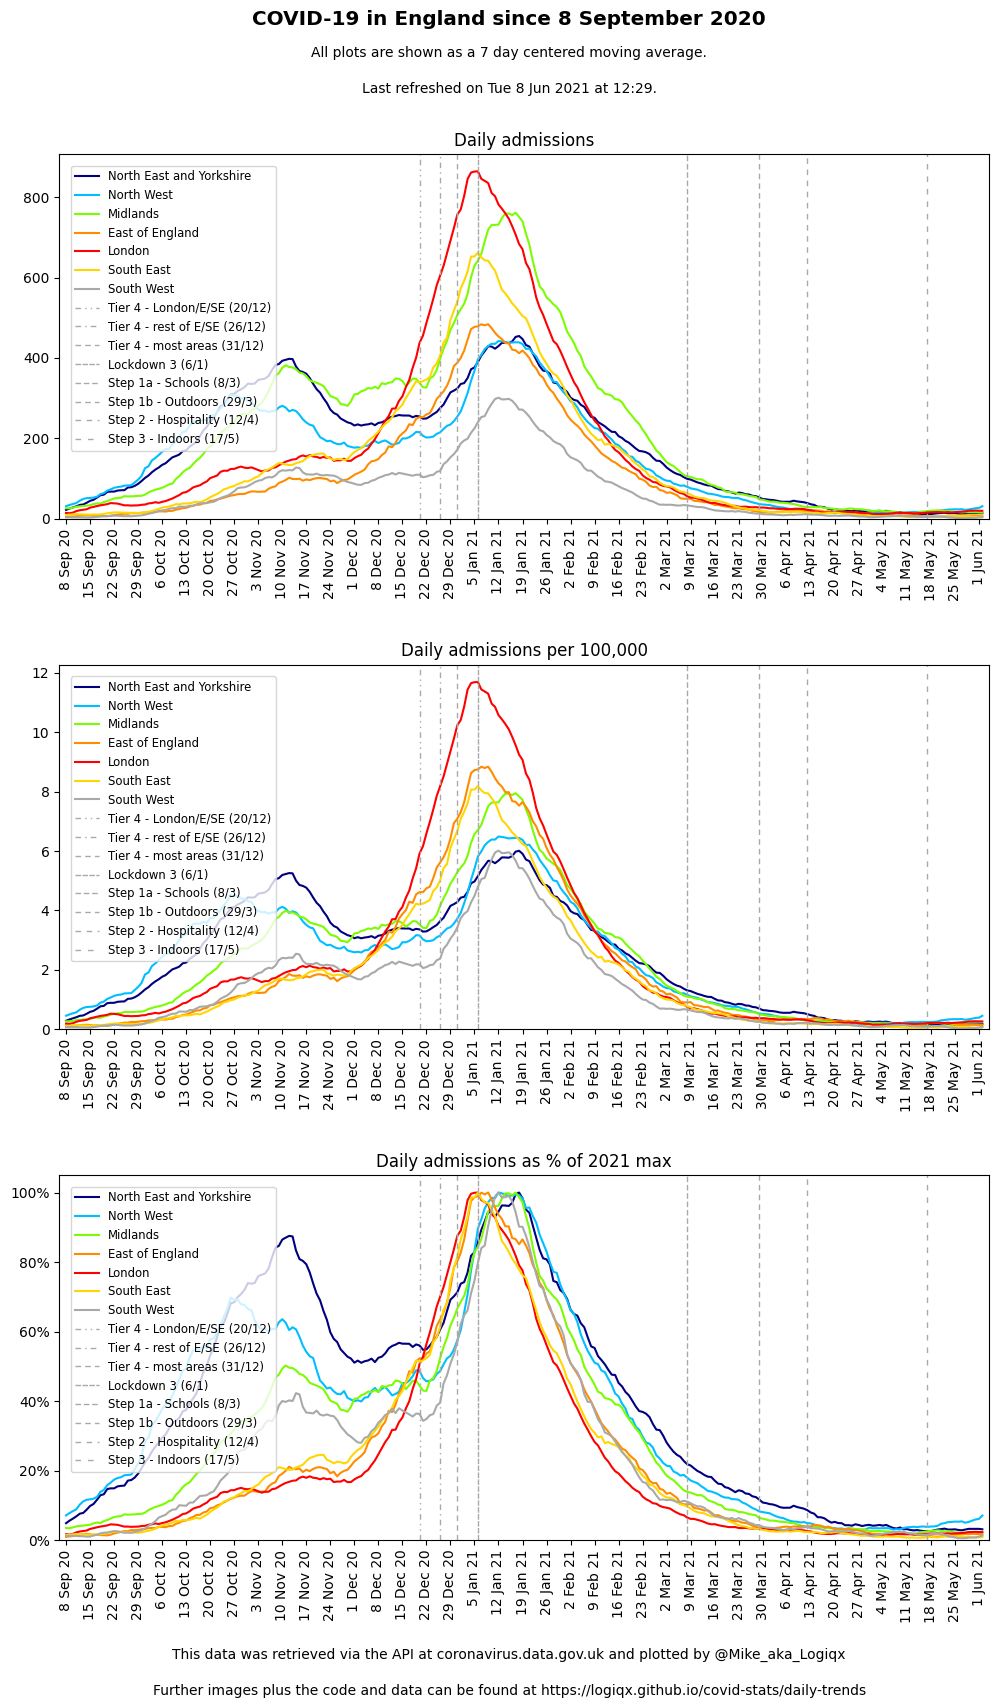 COVID-19 in England since 8 September 2020
All plots are shown as a 7 day centered moving average.
Last refreshed on Tue 8 Jun 2021 at 12:29.
Daily admissions
800
600
400
200
0
North East and Yorkshire
North West
Midlands
East of England
London
South East
South West
Tier 4 - London/E/SE (20/12)
Tier 4 - rest of E/SE (26/12)
Tier 4 - most areas (31/12)
Lockdown 3 (6/1)
Step 1a - Schools (8/3)
Step 1b - Outdoors (29/3)
Step 2 - Hospitality (12/4)
Step 3 - Indoors (17/5)
8 Sep 20
15 Sep 20
22 Sep 20
29 Sep 20
6 Oct 20
13 Oct 20
20 Oct 20
27 Oct 20
3 Nov 20
10 Nov 20
17 Nov 20
24 Nov 20
1 Dec 20
8 Dec 20
15 Dec 20
22 Dec 20
29 Dec 20
5 Jan 21
12 Jan 21
19 Jan 21
26 Jan 21
2 Feb 21
9 Feb 21
16 Feb 21
23 Feb 21
2 Mar 21
9 Mar 21
16 Mar 21
23 Mar 21
30 Mar 21
6 Apr 21
13 Apr 21
20 Apr 21
27 Apr 21
4 May 21
11 May 21
18 May 21
25 May 21
1 Jun 21
Daily admissions per 100,000
12
10
8
6
4
2
0
North East and Yorkshire
North West
Midlands
East of England
London
South East
South West
Tier 4 - London/E/SE (20/12)
Tier 4 - rest of E/SE (26/12)
Tier 4 - most areas (31/12)
Lockdown 3 (6/1)
Step 1a - Schools (8/3)
Step 1b - Outdoors (29/3)
Step 2 - Hospitality (12/4)
Step 3 - Indoors (17/5)
8 Sep 20
15 Sep 20
22 Sep 20
29 Sep 20
6 Oct 20
13 Oct 20
20 Oct 20
27 Oct 20
3 Nov 20
10 Nov 20
17 Nov 20
24 Nov 20
1 Dec 20
8 Dec 20
15 Dec 20
22 Dec 20
29 Dec 20
5 Jan 21
12 Jan 21
19 Jan 21
26 Jan 21
2 Feb 21
9 Feb 21
16 Feb 21
23 Feb 21
2 Mar 21
9 Mar 21
16 Mar 21
23 Mar 21
30 Mar 21
6 Apr 21
13 Apr 21
20 Apr 21
27 Apr 21
4 May 21
11 May 21
18 May 21
25 May 21
1 Jun 21
Daily admissions as % of 2021 max
100%
80%
60%
40%
20%
0%
North East and Yorkshire
North West
Midlands
East of England
London
South East
South West
Tier 4 - London/E/SE (20/12)
Tier 4 - rest of E/SE (26/12)
Tier 4 - most areas (31/12)
Lockdown 3 (6/1)
Step 1a - Schools (8/3)
Step 1b - Outdoors (29/3)
Step 2 - Hospitality (12/4)
Step 3 - Indoors (17/5)
8 Sep 20
15 Sep 20
22 Sep 20
29 Sep 20
6 Oct 20
13 Oct 20
20 Oct 20
27 Oct 20
3 Nov 20
10 Nov 20
17 Nov 20
24 Nov 20
1 Dec 20
8 Dec 20
15 Dec 20
22 Dec 20
29 Dec 20
5 Jan 21
12 Jan 21
19 Jan 21
26 Jan 21
2 Feb 21
9 Feb 21
16 Feb 21
23 Feb 21
2 Mar 21
9 Mar 21
16 Mar 21
23 Mar 21
30 Mar 21
6 Apr 21
13 Apr 21
20 Apr 21
27 Apr 21
4 May 21
11 May 21
18 May 21
25 May 21
1 Jun 21
This data was retrieved via the API at coronavirus.data.gov.uk and plotted by @Mike_aka_Logiqx
Further images plus the code and data can be found at https://logiqx.github.io/covid-stats/daily-trends